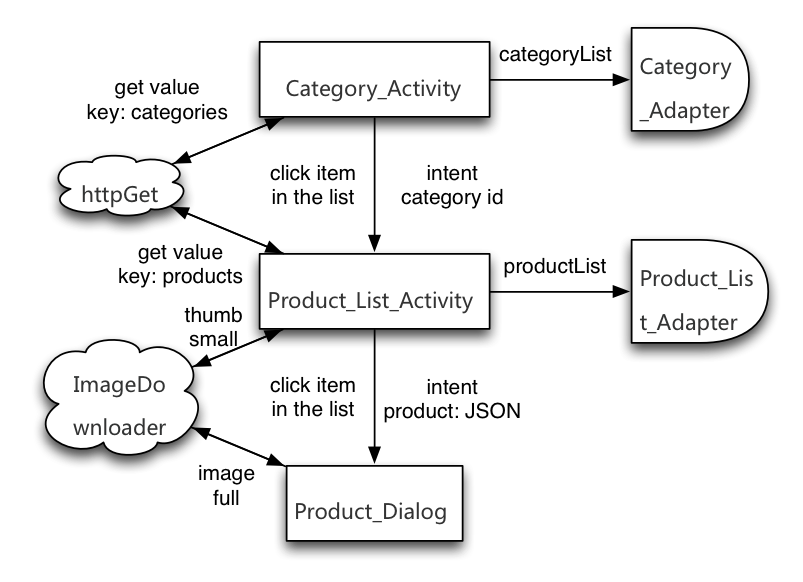 categoryList
Category
_Adapter
Category_Activity
get value
key: categories
click item
in the list
intent
category id
httpGet
get value
key: products
productList
Product_Lis
t_Adapter
Product_List_Activity
thumb
small
ImageDo
wnloader
click item
in the list
intent
product: JSON
image
full
Product_Dialog